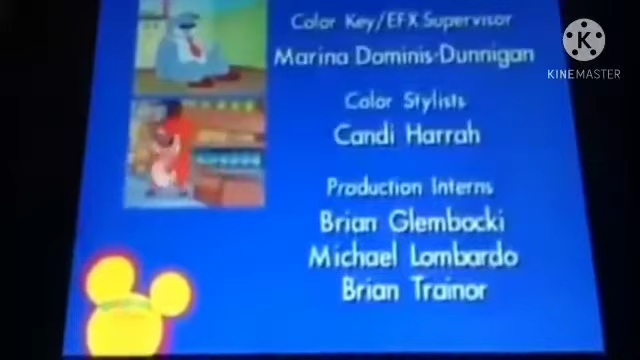 Color Key/EFX Supervisor
Marina Dominis-Dunnigan
Color Stylists
Candi Harrah
Production Interns
Brian Glembocki
Michael Lombardo
Brian Trainor
KINEMASTER